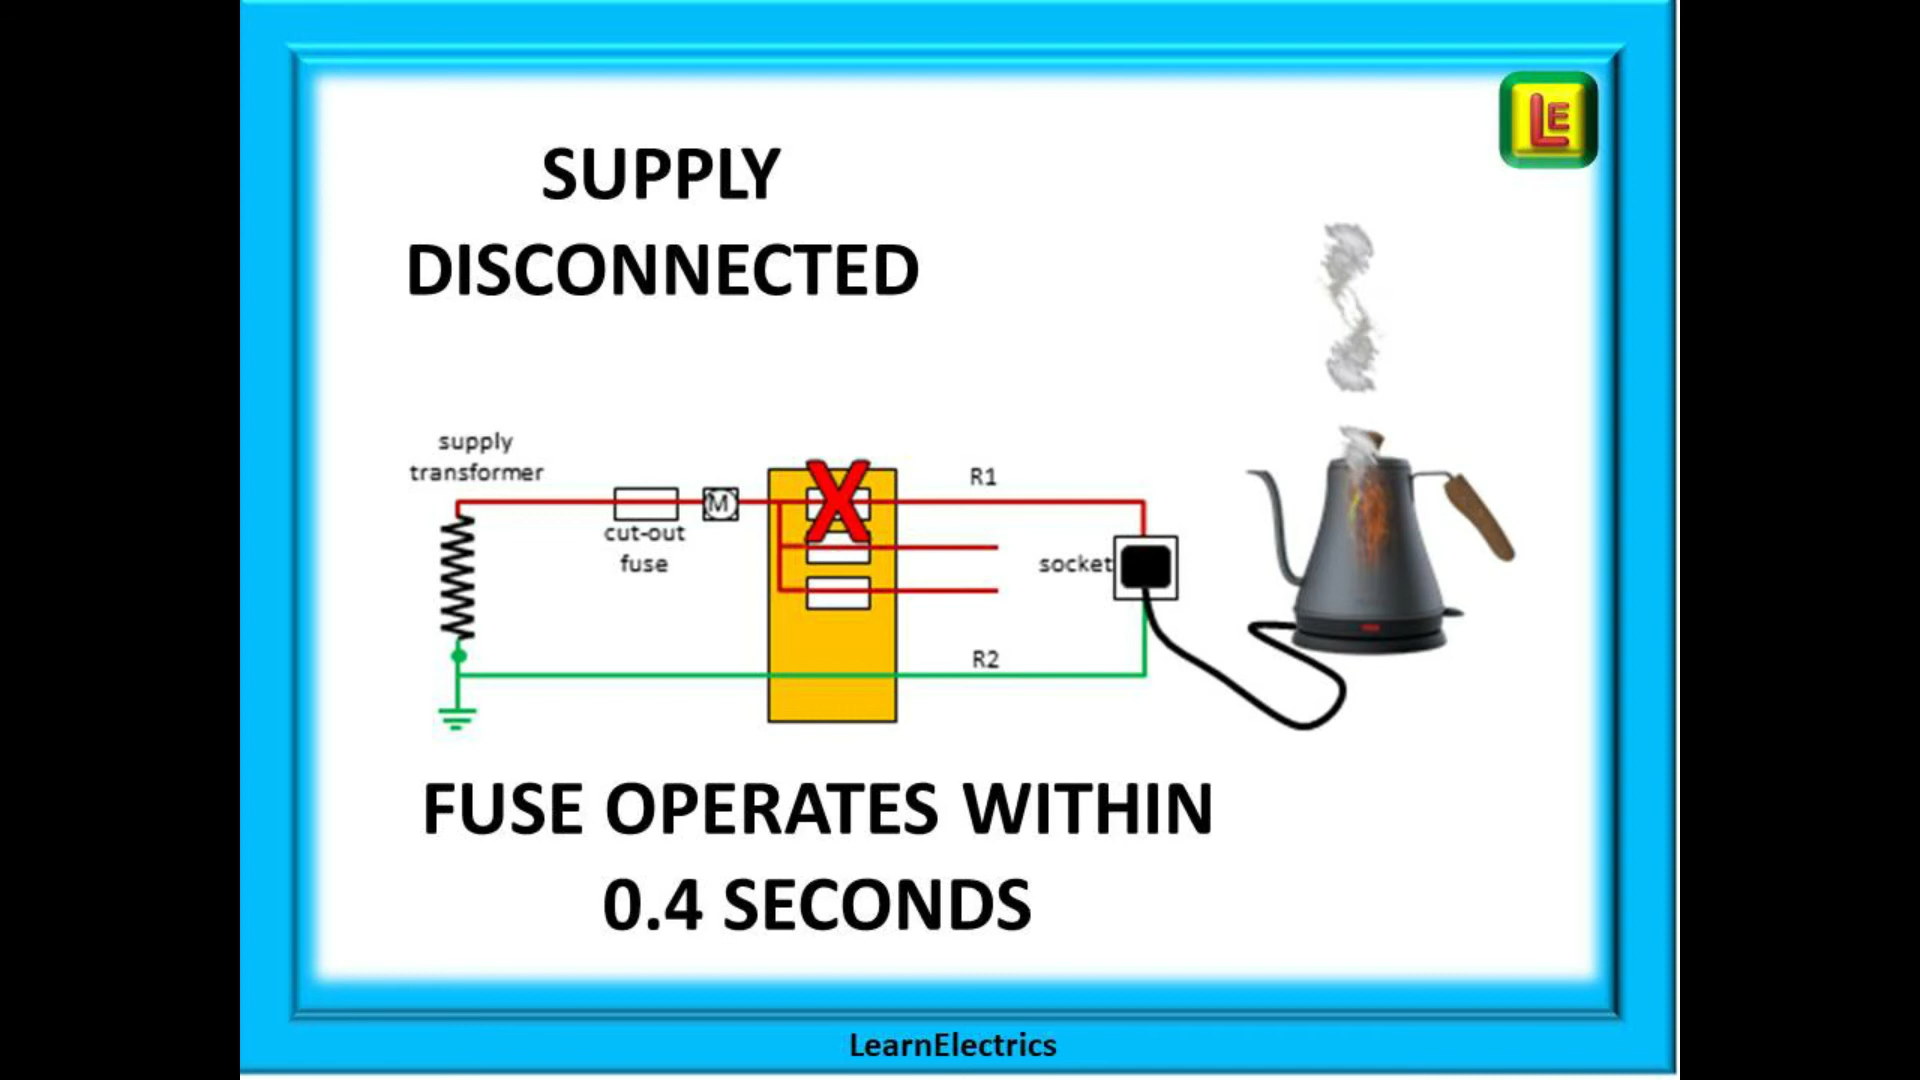 LE
SUPPLY
DISCONNECTED
supply
transformer
M
cut-out
fuse
R1
socket
R2
FUSE OPERATES WITHIN
0.4 SECONDS
LearnElectrics